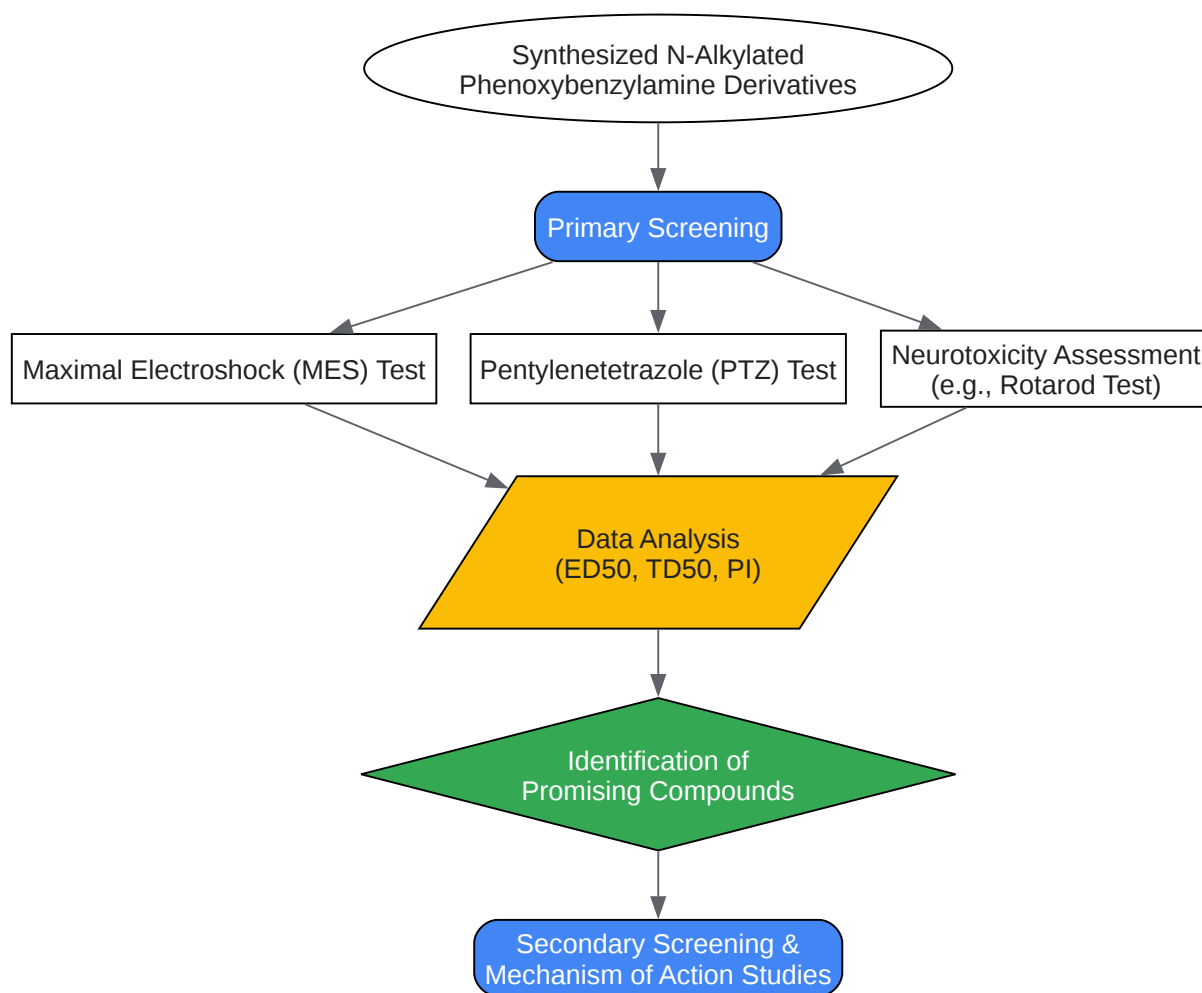 Synthesized N-Alkylated
Phenoxybenzylamine Derivatives
Primary Screening
Maximal Electroshock (MES) Test
Pentylenetetrazole (PTZ) Test
Neurotoxicity Assessment
(e.g., Rotarod Test)
Data Analysis
(ED50, TD50, PI)
Identification of
Promising Compounds
Secondary Screening &
Mechanism of Action Studies